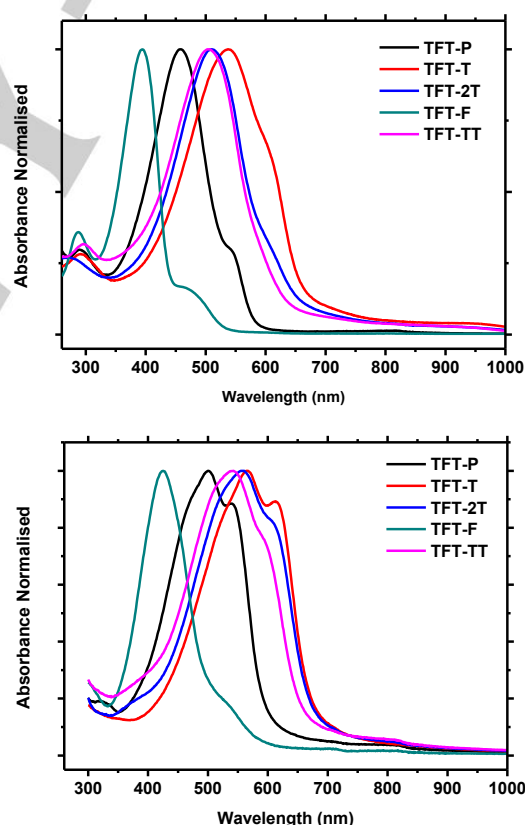 Absorbance Normalised
TFT-P
TFT-T
TFT-2T
TFT-F
TFT-TT
300 400 500 600 700 800 900 1000
Wavelength (nm)
Absorbance Normalised
TFT-P
TFT-T
TFT-2T
TFT-F
TFT-TT
300 400 500 600 700 800 900 1000
Wavelength (nm)